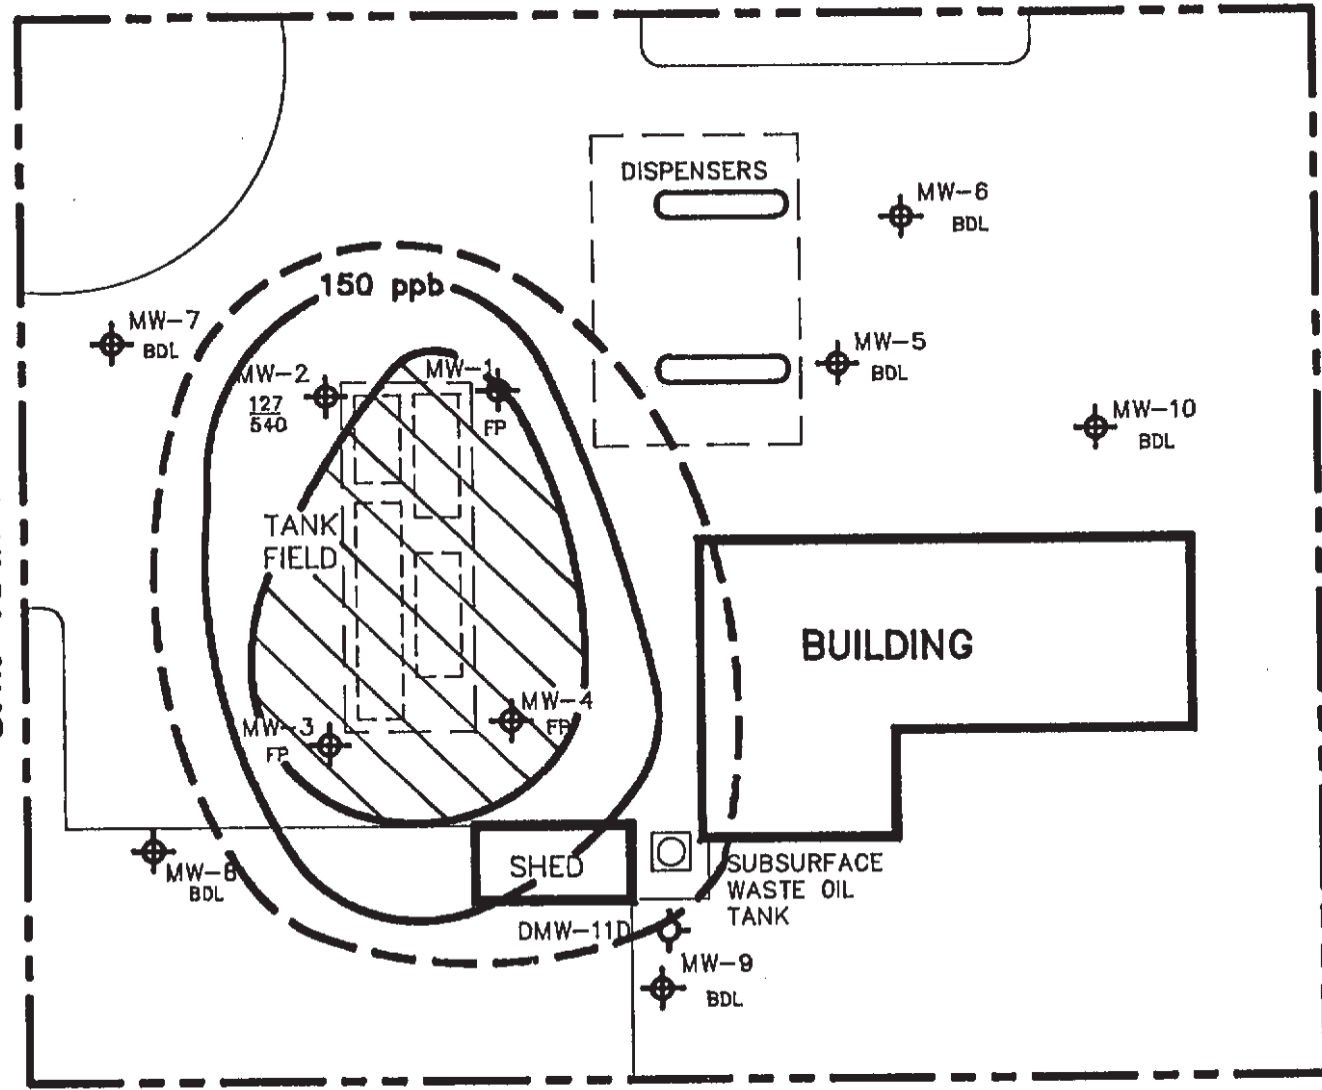 DISPENSERS
MW-6
BDL
150 ppb
MW-7
BDL
MW-5
BDL
MW-2
127
540
MW-1
FP
MW-10
BDL
TANK
FIELD
BUILDING
MW-4
FP
MW-3
FP
MW-8
BDL
SHED
SUBSURFACE
WASTE OIL
TANK
DMW-11D
MW-9
BDL